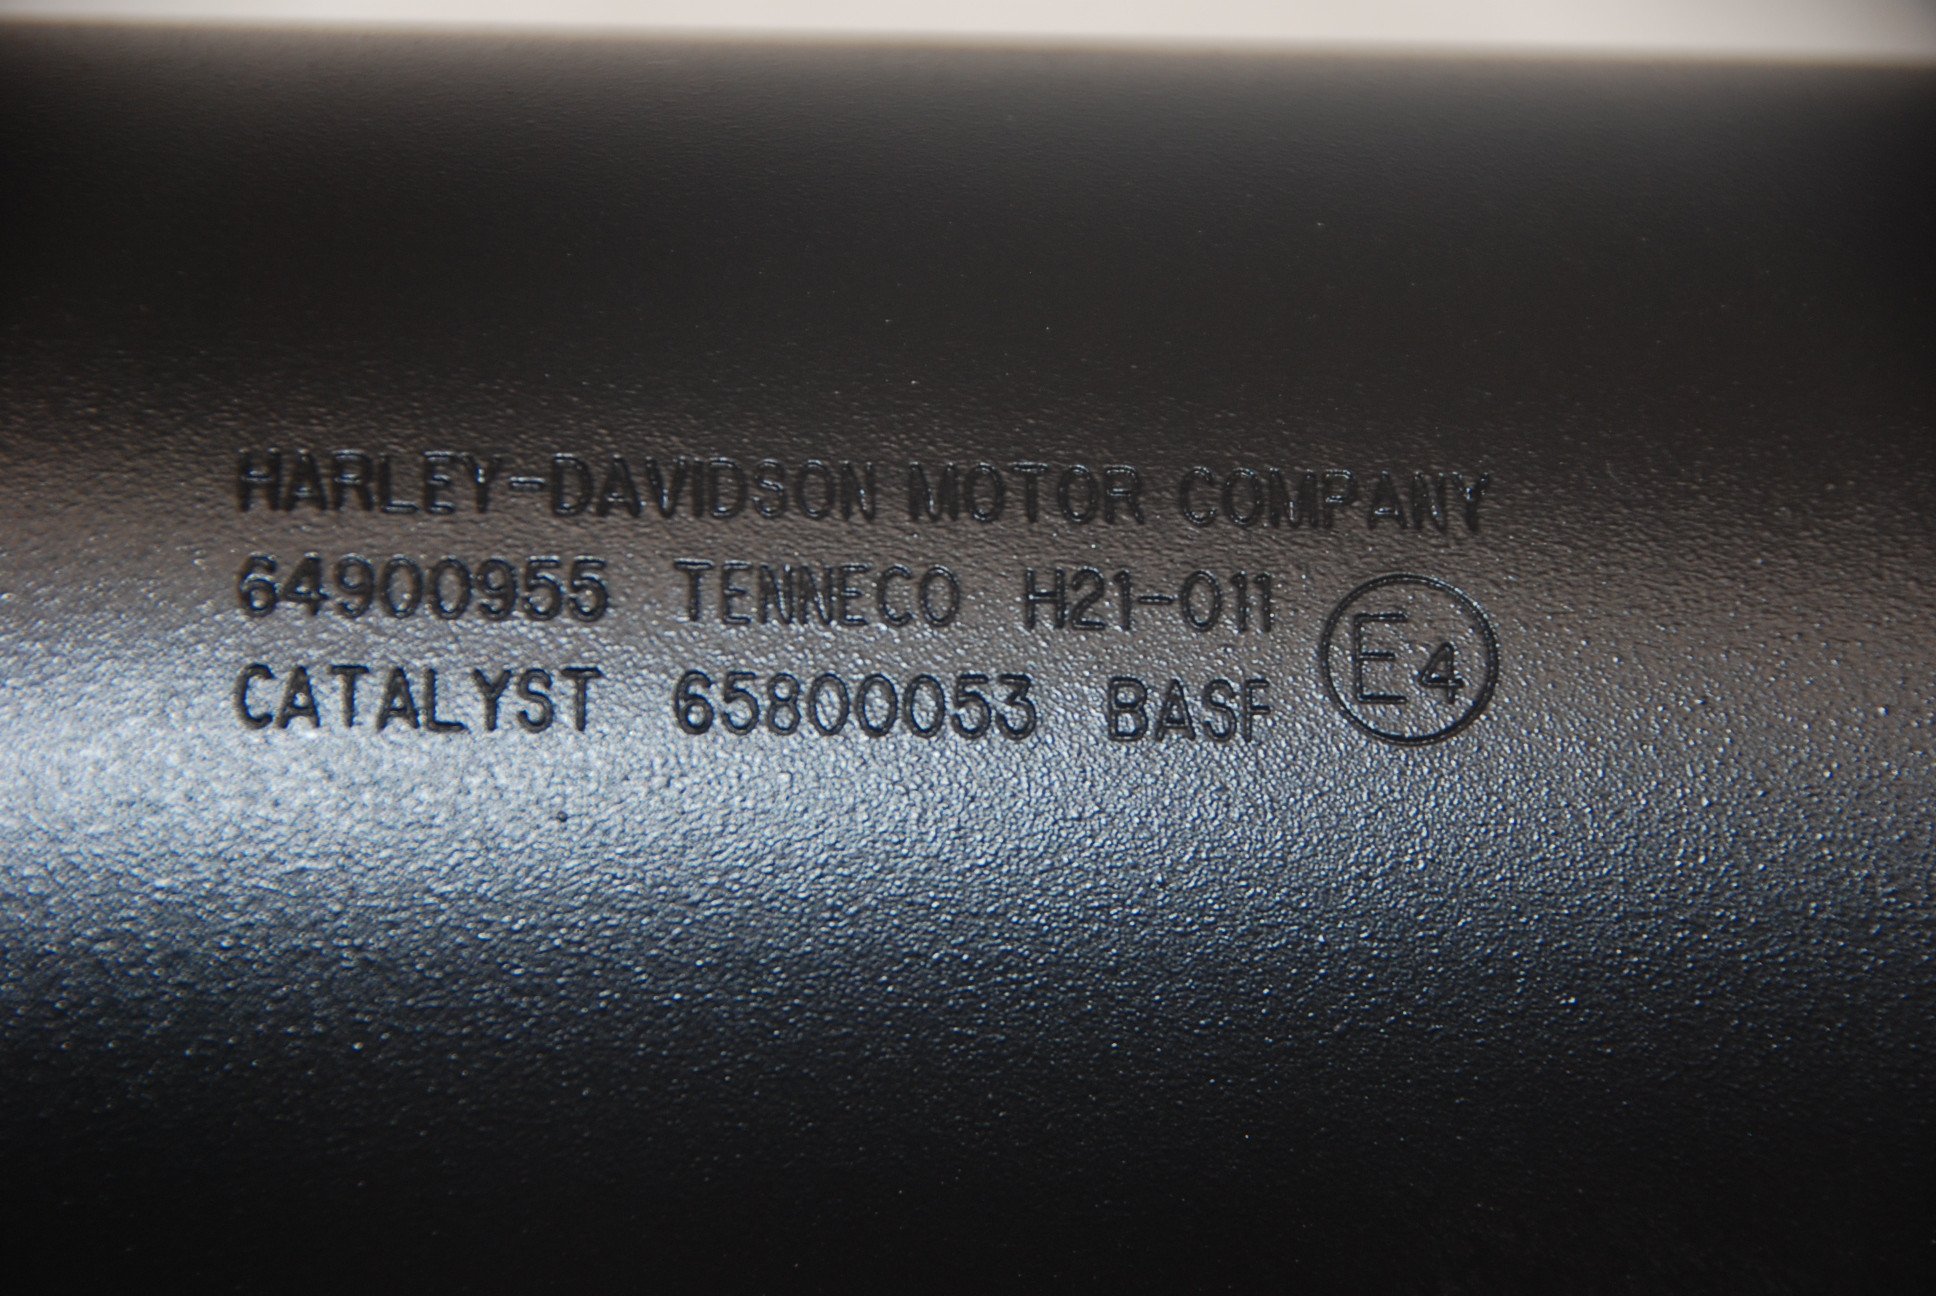 HARLEY-DAVIDSON MOTOR COMPANY
64900955 TENNECO H21-011
CATALYST 65800053 BASF
E4